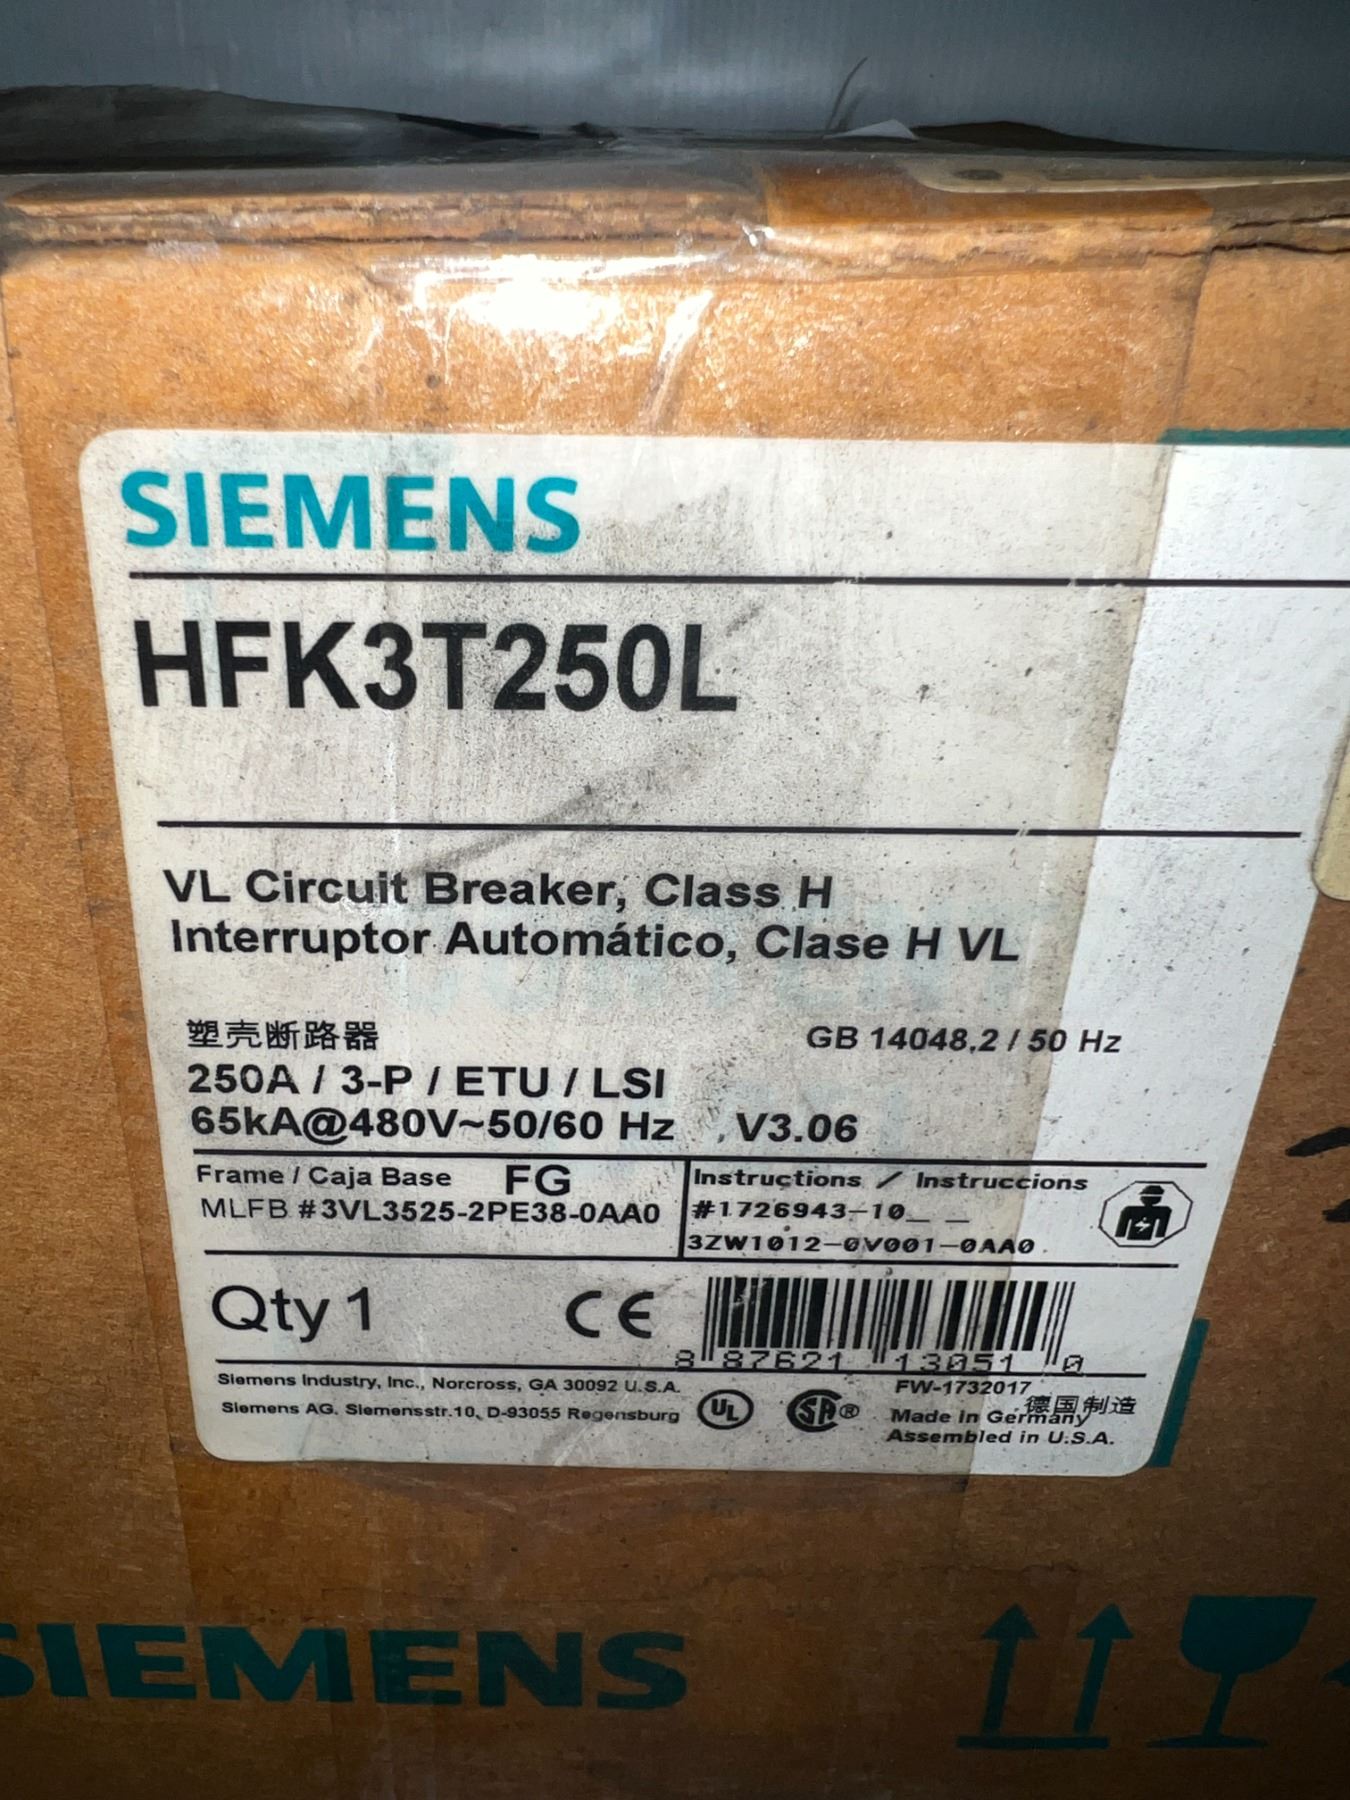 SIEMENS
HFK3T250L
VL Circuit Breaker, Class H
Interruptor Automático, Clase H VL
塑壳断路器 GB 14048.2 / 50 Hz
250A / 3-P / ETU / LSI
65kA@480V~50/60 Hz , V3.06
Frame / Caja Base FG
MLFB #3VL3525-2PE38-0AA0
Instructions / Instruccions
#1726943-10_ _
3ZW1012-0V001-0AA0
Qty 1 CE
8 87621 13051 0
Siemens Industry, Inc., Norcross, GA 30092 U.S.A.
Siemens AG. Siemensstr.10, D-93055 Regensburg
UL SA®
FW-1732017
Made in Germany 德国制造
Assembled in U.S.A.
SIEMENS